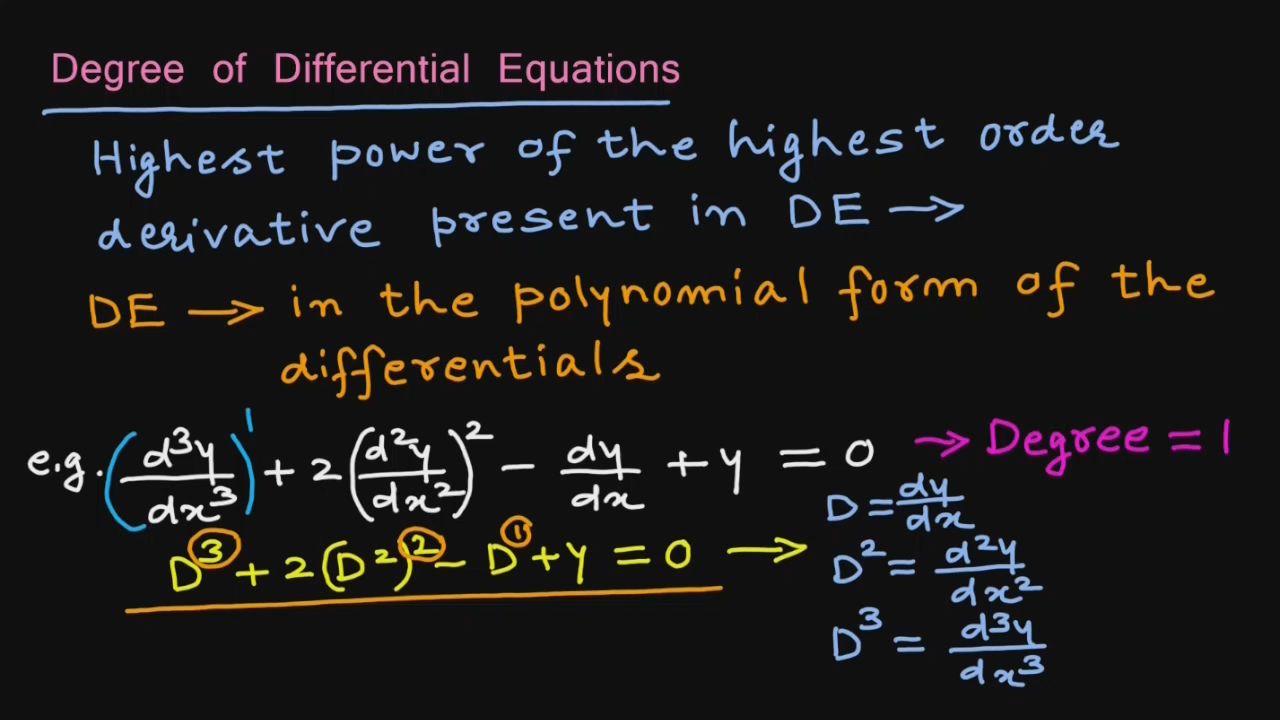 Degree of Differential Equations
Highest power of the highest order
derivative present in DE →
DE → in the polynomial form of the
differentials
e.g. (d³y/dx³)¹ + 2(d²y/dx²)² - dy/dx + y = 0 → Degree = 1
D = dy/dx
D³ + 2(D²)² - D¹ + y = 0 →
D² = d²y/dx²
D³ = d³y/dx³